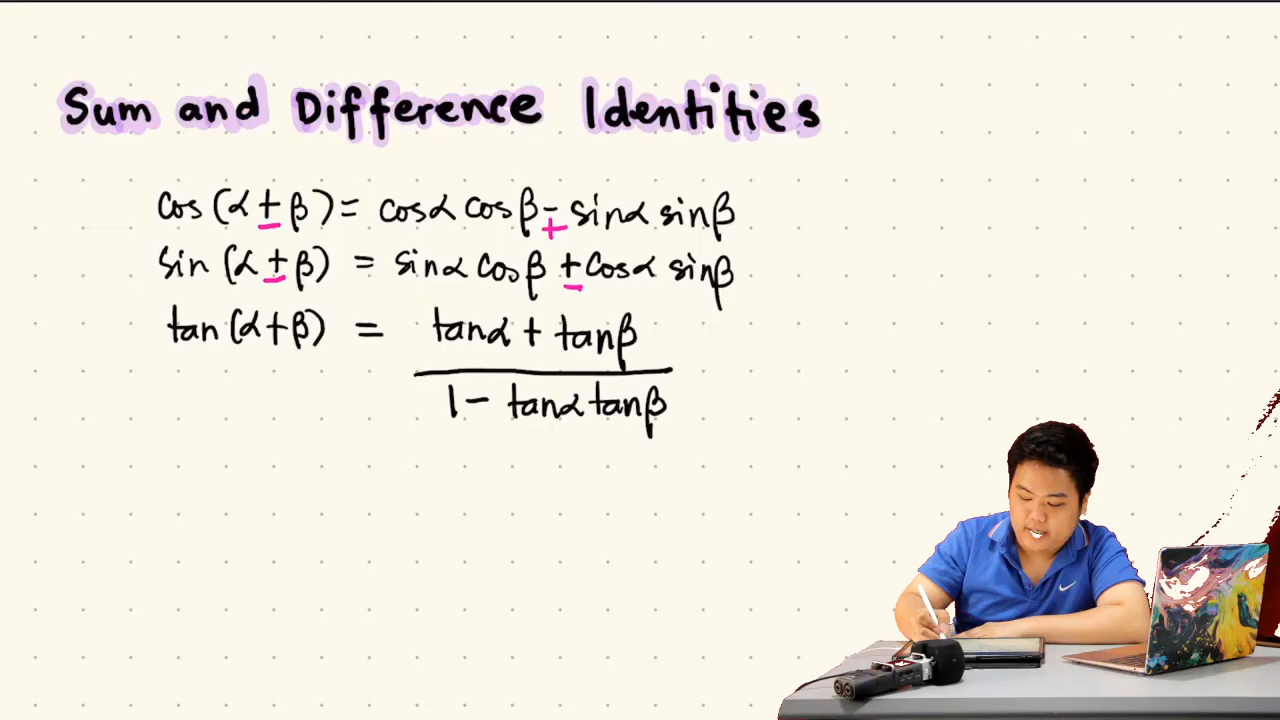 Sum and Difference Identities
cos (α ± β) = cosα cosβ ∓ sinα sinβ
sin (α ± β) = sinα cosβ ± cosα sinβ
tan (α + β) = tanα + tanβ
1 - tanα tanβ